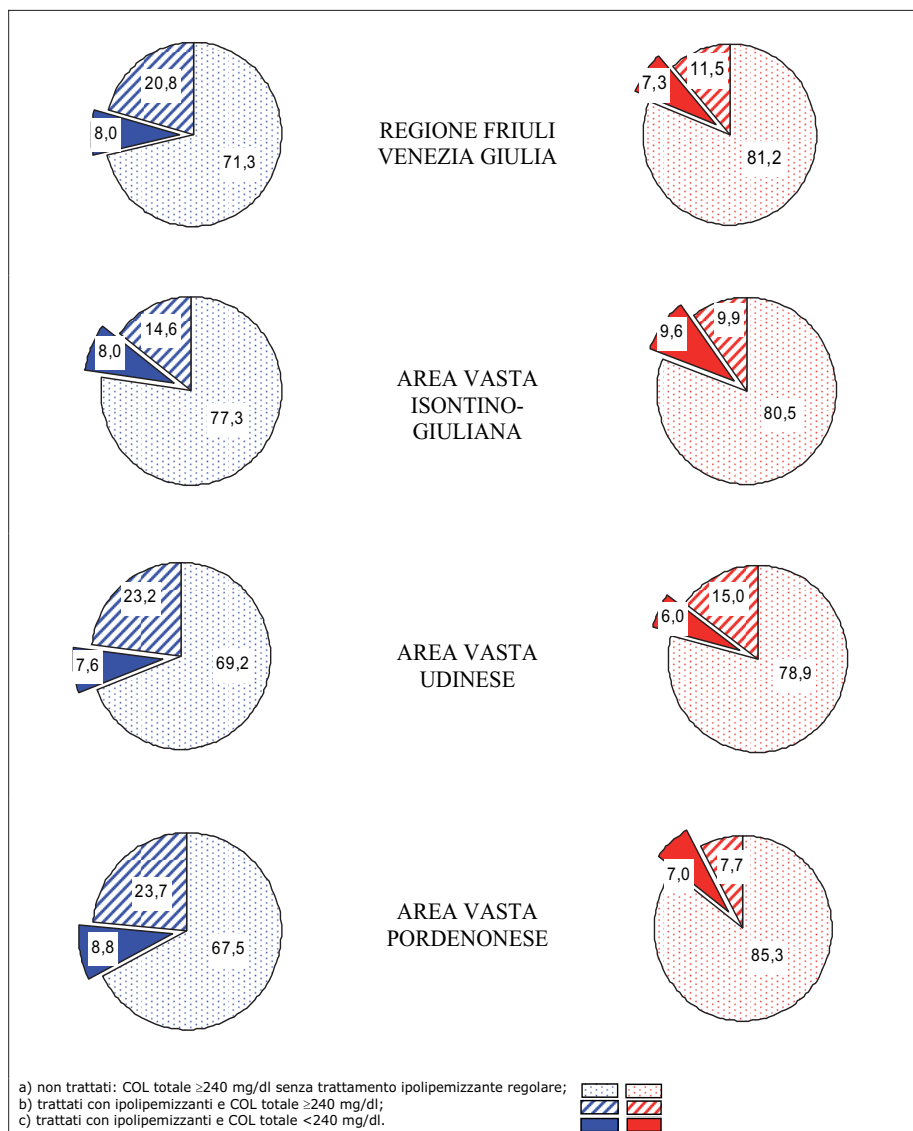 20,8
8,0
71,3
REGIONE FRIULI
VENEZIA GIULIA
11,5
7,3
81,2
14,6
8,0
77,3
AREA VASTA
ISONTINO-
GIULIANA
9,9
9,6
80,5
23,2
7,6
69,2
AREA VASTA
UDINESE
15,0
6,0
78,9
23,7
8,8
67,5
AREA VASTA
PORDENONESE
7,7
7,0
85,3
a) non trattati: COL totale ≥240 mg/dl senza trattamento ipolipemizzante regolare;
b) trattati con ipolipemizzanti e COL totale ≥240 mg/dl;
c) trattati con ipolipemizzanti e COL totale <240 mg/dl.